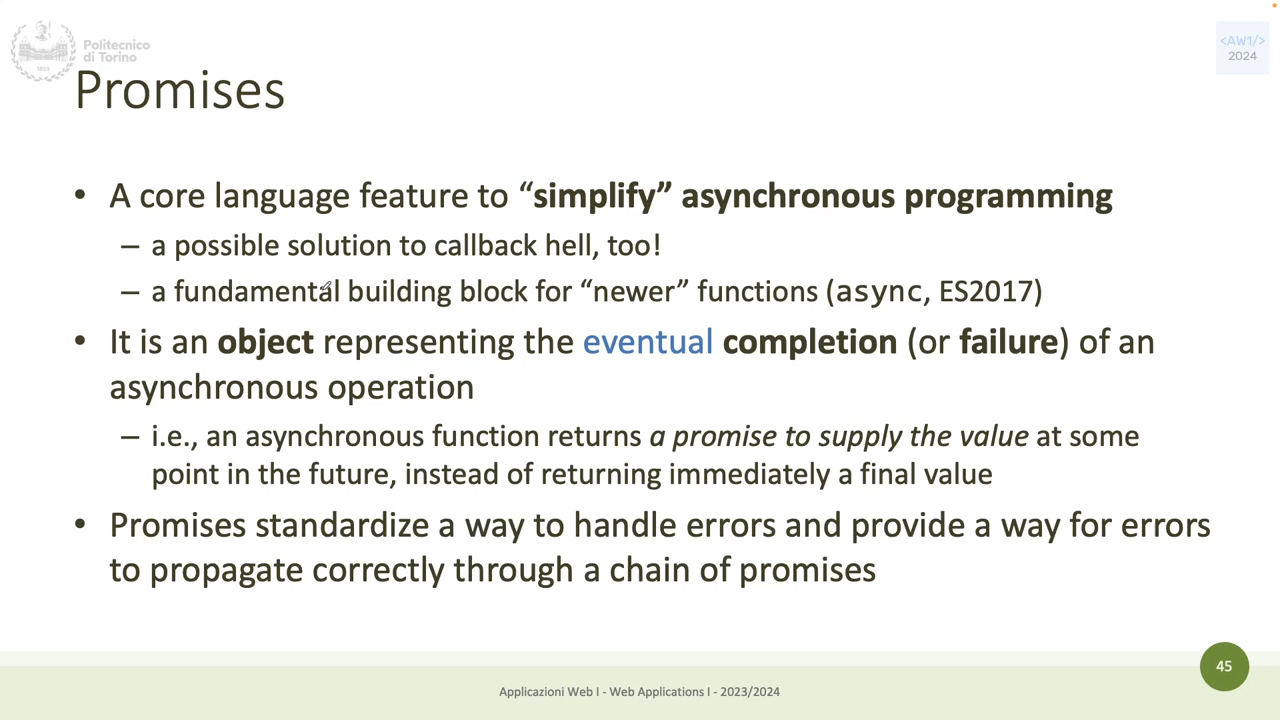 Politecnico
di Torino
1859
<AW1/>
2024
Promises
• A core language feature to “simplify” asynchronous programming
– a possible solution to callback hell, too!
– a fundamental building block for “newer” functions (async, ES2017)
• It is an object representing the eventual completion (or failure) of an
asynchronous operation
– i.e., an asynchronous function returns a promise to supply the value at some
point in the future, instead of returning immediately a final value
• Promises standardize a way to handle errors and provide a way for errors
to propagate correctly through a chain of promises
45
Applicazioni Web I - Web Applications I - 2023/2024